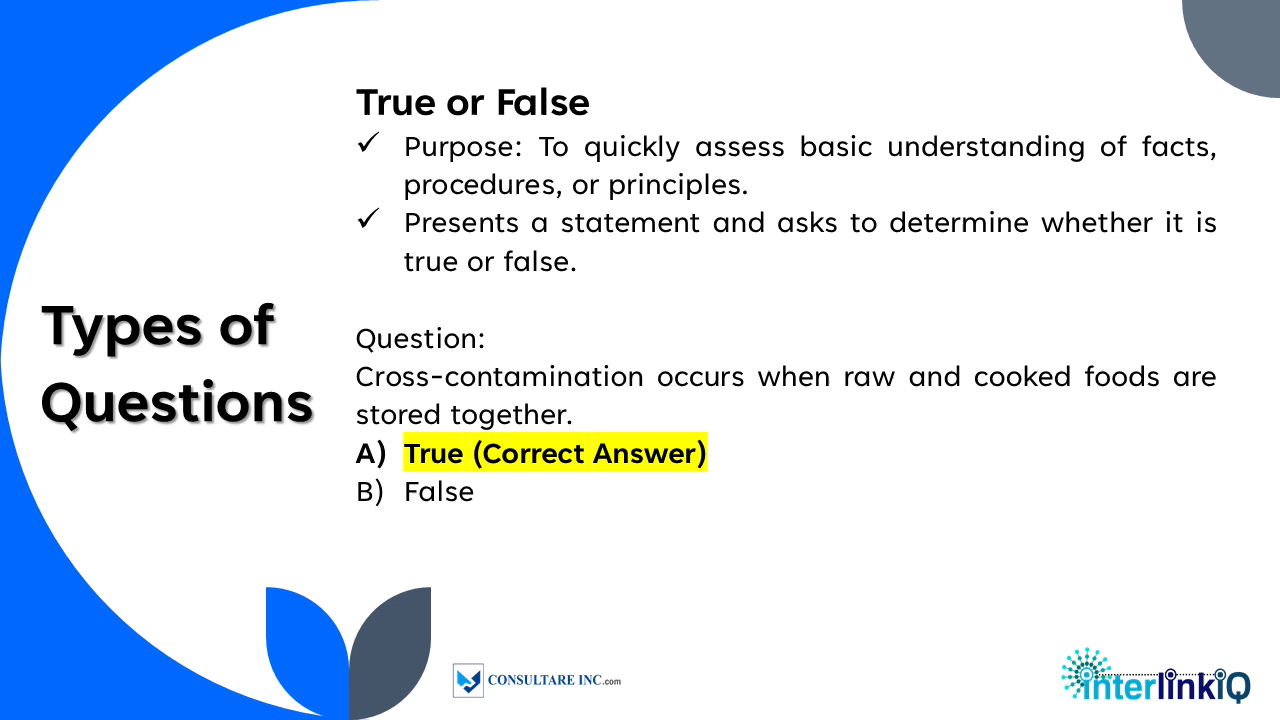 Types of
Questions
True or False
✓ Purpose: To quickly assess basic understanding of facts,
procedures, or principles.
✓ Presents a statement and asks to determine whether it is
true or false.
Question:
Cross-contamination occurs when raw and cooked foods are
stored together.
A) True (Correct Answer)
B) False
CONSULTARE INC.com
interlinkIQ